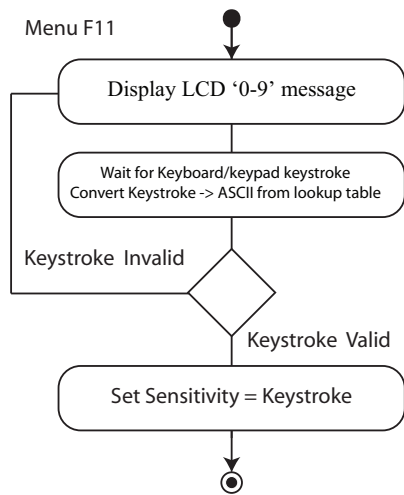 Menu F11
Display LCD ‘0-9’ message
Wait for Keyboard/keypad keystroke
Convert Keystroke -> ASCII from lookup table
Keystroke Invalid
Keystroke Valid
Set Sensitivity = Keystroke